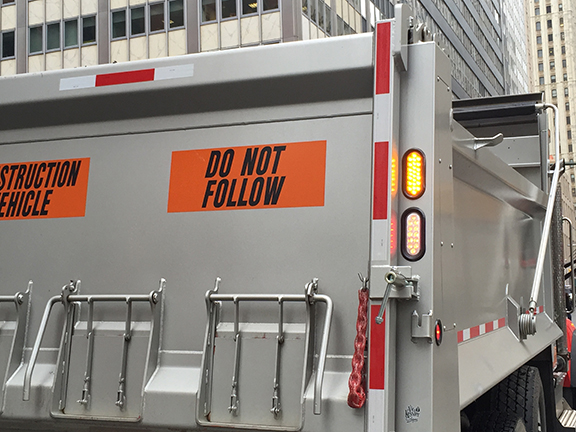 STRUCTION
EHICLE
DO NOT
FOLLOW